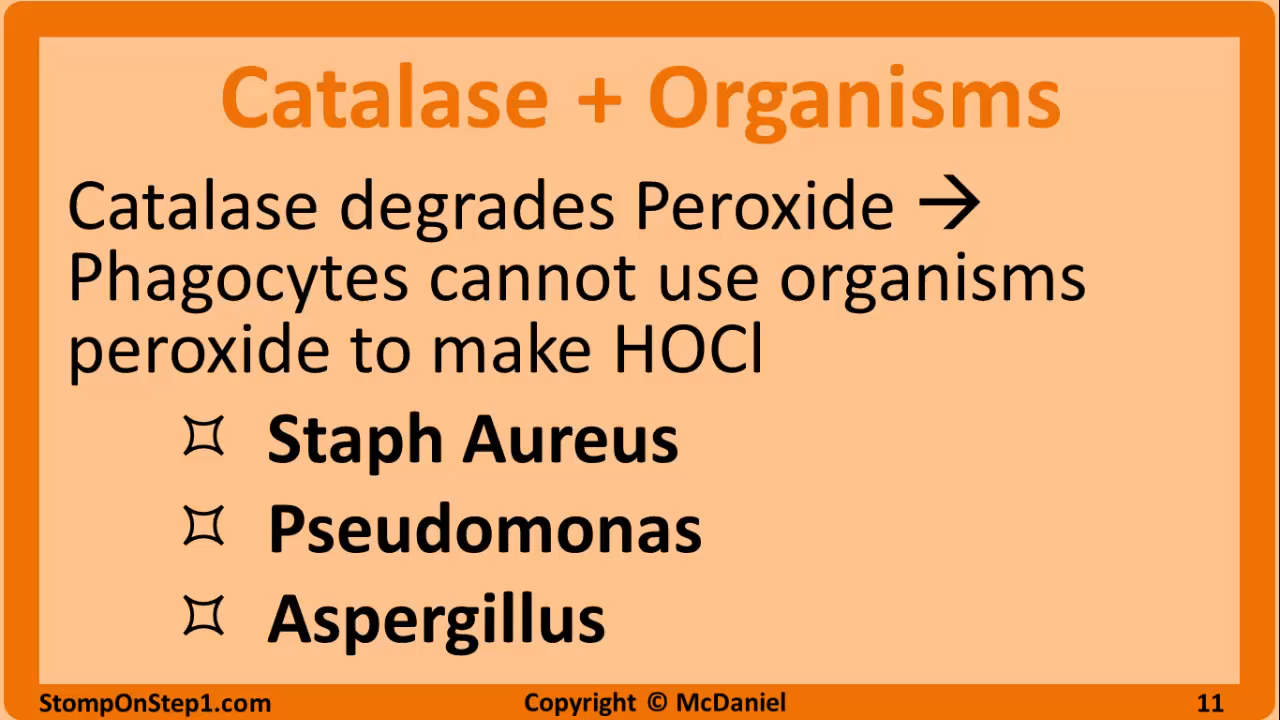 Catalase + Organisms
Catalase degrades Peroxide →
Phagocytes cannot use organisms
peroxide to make HOCl
Staph Aureus
Pseudomonas
Aspergillus
StompOnStep1.com Copyright © McDaniel 11